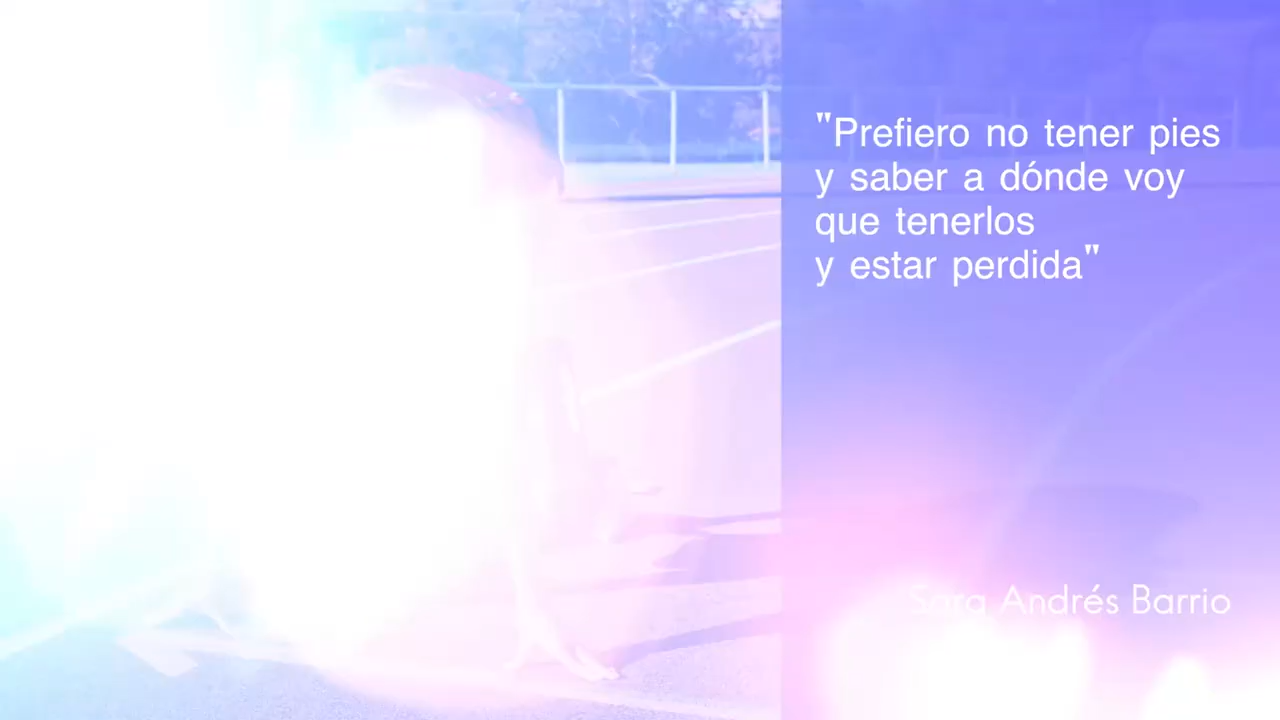 "Prefiero no tener pies
y saber a dónde voy
que tenerlos
y estar perdida"
Sara Andrés Barrio